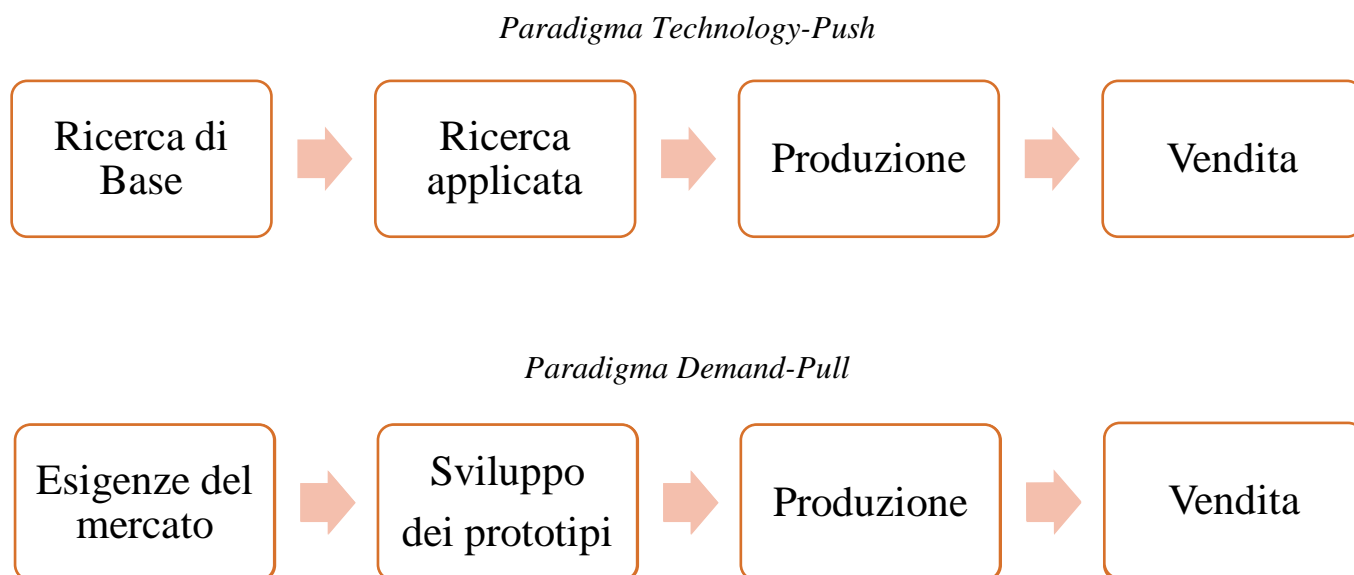 Paradigma Technology-Push
Ricerca di
Base
Ricerca
applicata
Produzione
Vendita
Paradigma Demand-Pull
Esigenze del
mercato
Sviluppo
dei prototipi
Produzione
Vendita